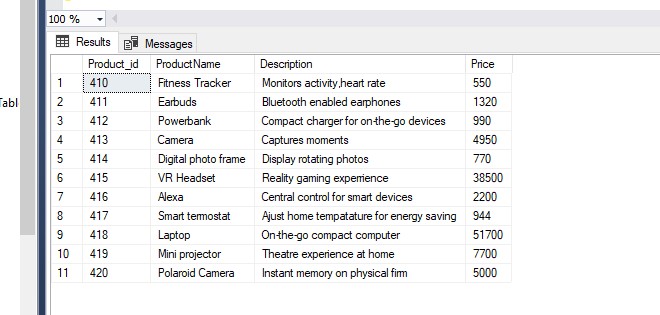 100 %
Results Messages
Product_id ProductName Description Price
1 410 Fitness Tracker Monitors activity,heart rate 550
2 411 Earbuds Bluetooth enabled earphones 1320
Tabl
3 412 Powerbank Compact charger for on-the-go devices 990
4 413 Camera Captures moments 4950
5 414 Digital photo frame Display rotating photos 770
6 415 VR Headset Reality gaming experrience 38500
7 416 Alexa Central control for smart devices 2200
8 417 Smart termostat Ajust home tempatature for energy saving 944
9 418 Laptop On-the-go compact computer 51700
10 419 Mini projector Theatre experience at home 7700
11 420 Polaroid Camera Instant memory on physical firm 5000